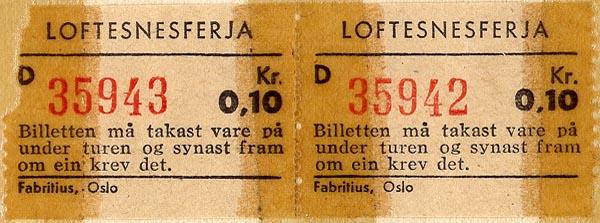 LOFTESNESFERJA
D 35943 Kr. 0,10
Billetten må takast vare på
under turen og synast fram
om ein krev det.
Fabritius, Oslo
LOFTESNESFERJA
D 35942 Kr. 0,10
Billetten må takast vare på
under turen og synast fram
om ein krev det.
Fabritius, Oslo